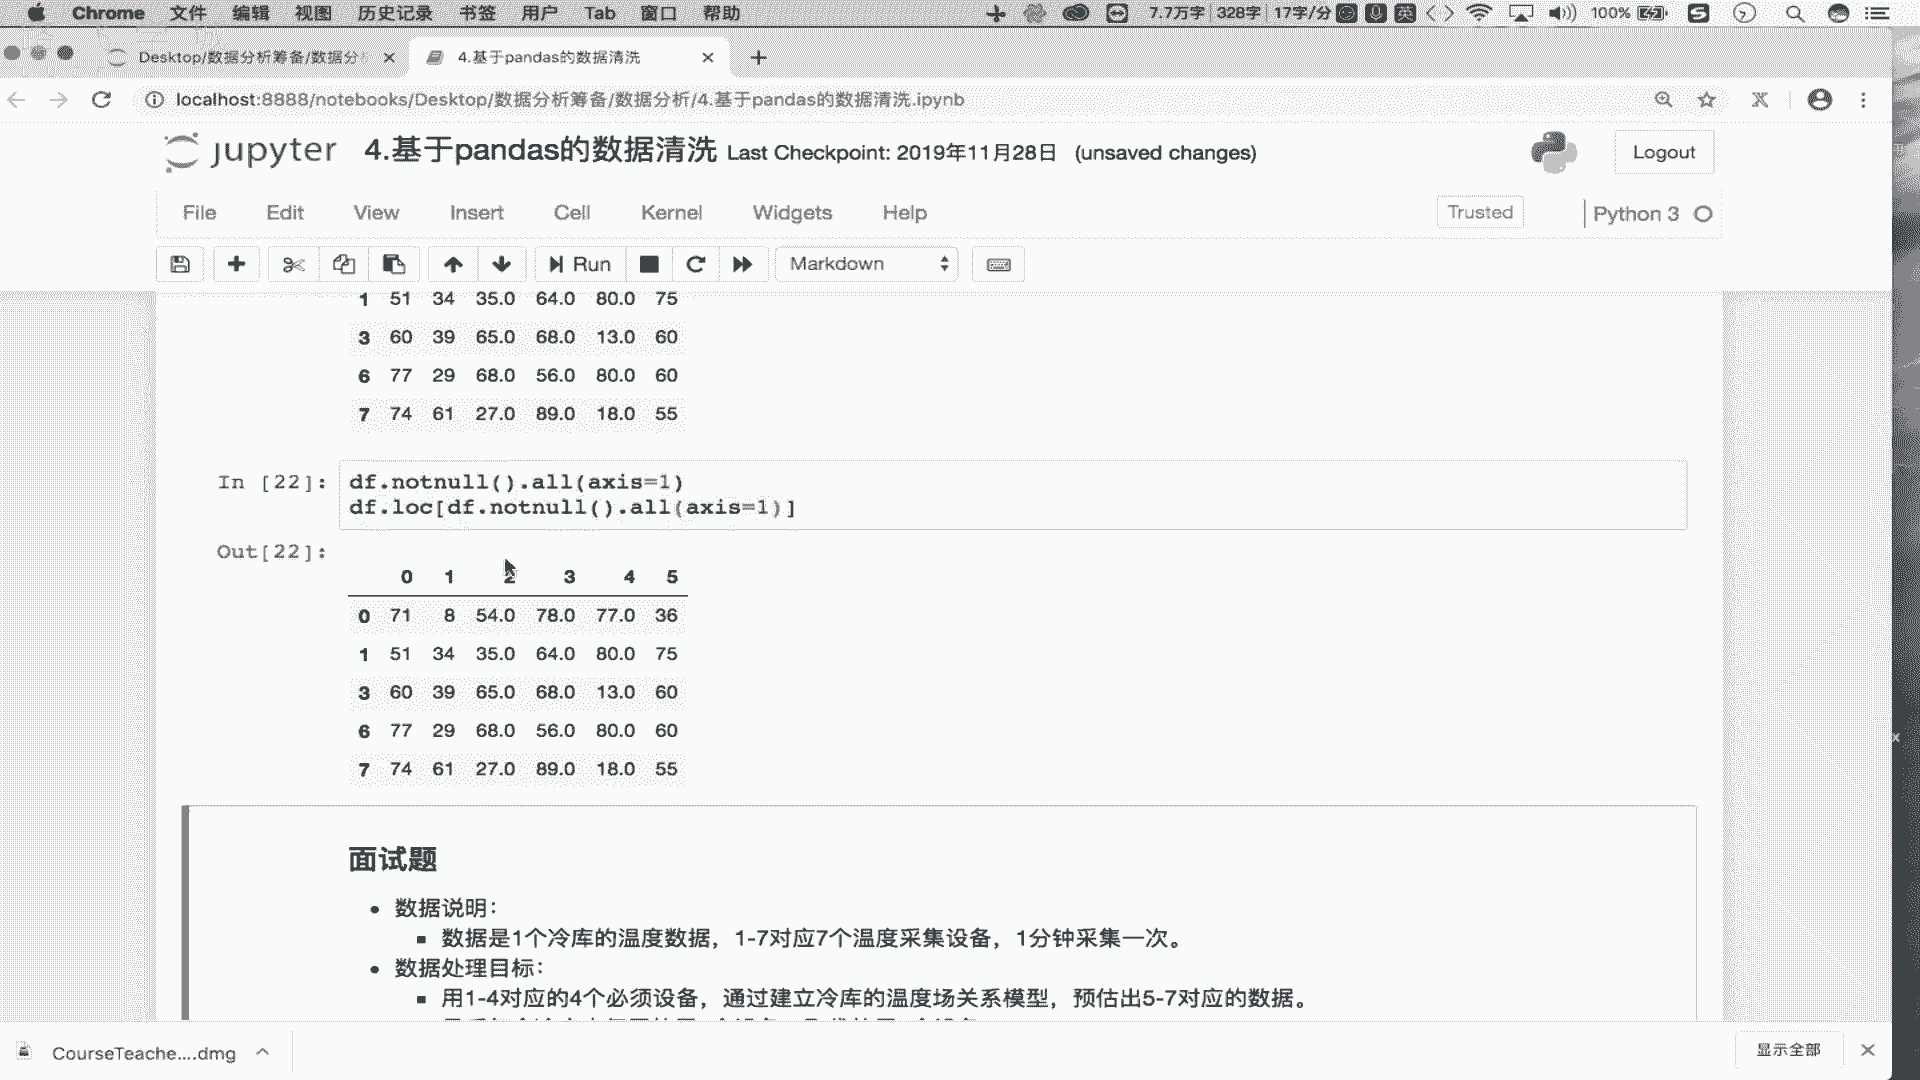 Chrome 文件 编辑 视图 历史记录 书签 用户 Tab 窗口 帮助 7.7万字 328字 17字/分 英 100%
Desktop/数据分析筹备/数据分 4.基于pandas的数据清洗
localhost:8888/notebooks/Desktop/数据分析筹备/数据分析/4.基于pandas的数据清洗.ipynb
jupyter 4.基于pandas的数据清洗 Last Checkpoint: 2019年11月28日 (unsaved changes) Logout
File Edit View Insert Cell Kernel Widgets Help Trusted Python 3
Run Markdown
1 51 34 35.0 64.0 80.0 75
3 60 39 65.0 68.0 13.0 60
6 77 29 68.0 56.0 80.0 60
7 74 61 27.0 89.0 18.0 55
In [22]: df.notnull().all(axis=1)
df.loc[df.notnull().all(axis=1)]
Out[22]:
0 1 2 3 4 5
0 71 8 54.0 78.0 77.0 36
1 51 34 35.0 64.0 80.0 75
3 60 39 65.0 68.0 13.0 60
6 77 29 68.0 56.0 80.0 60
7 74 61 27.0 89.0 18.0 55
面试题
数据说明：
数据是1个冷库的温度数据，1-7对应7个温度采集设备，1分钟采集一次。
数据处理目标：
用1-4对应的4个必须设备，通过建立冷库的温度场关系模型，预估出5-7对应的数据。
CourseTeache....dmg 显示全部